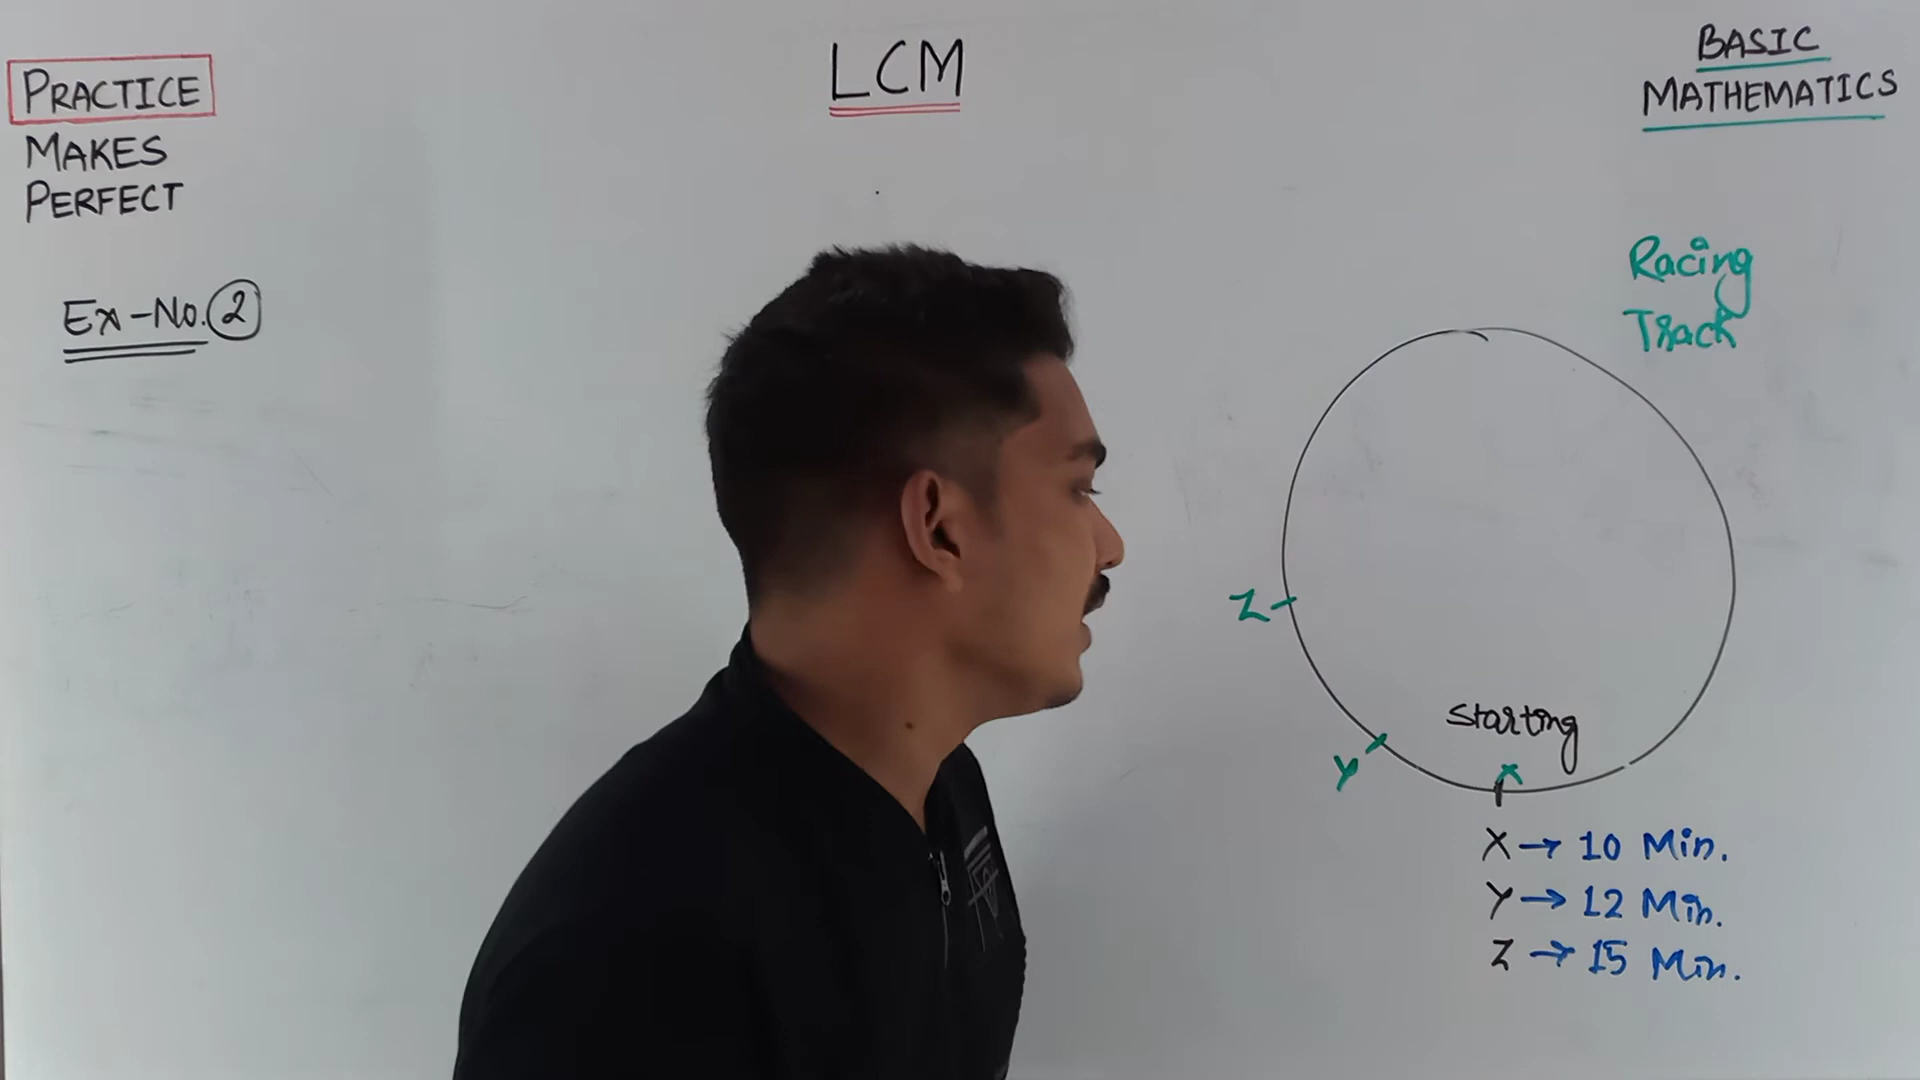 PRACTICE
MAKES
PERFECT
LCM
BASIC
MATHEMATICS
Ex-No. 2
Racing
Track
Z
Y
Starting
X
X → 10 Min.
Y → 12 Min.
Z → 15 Min.